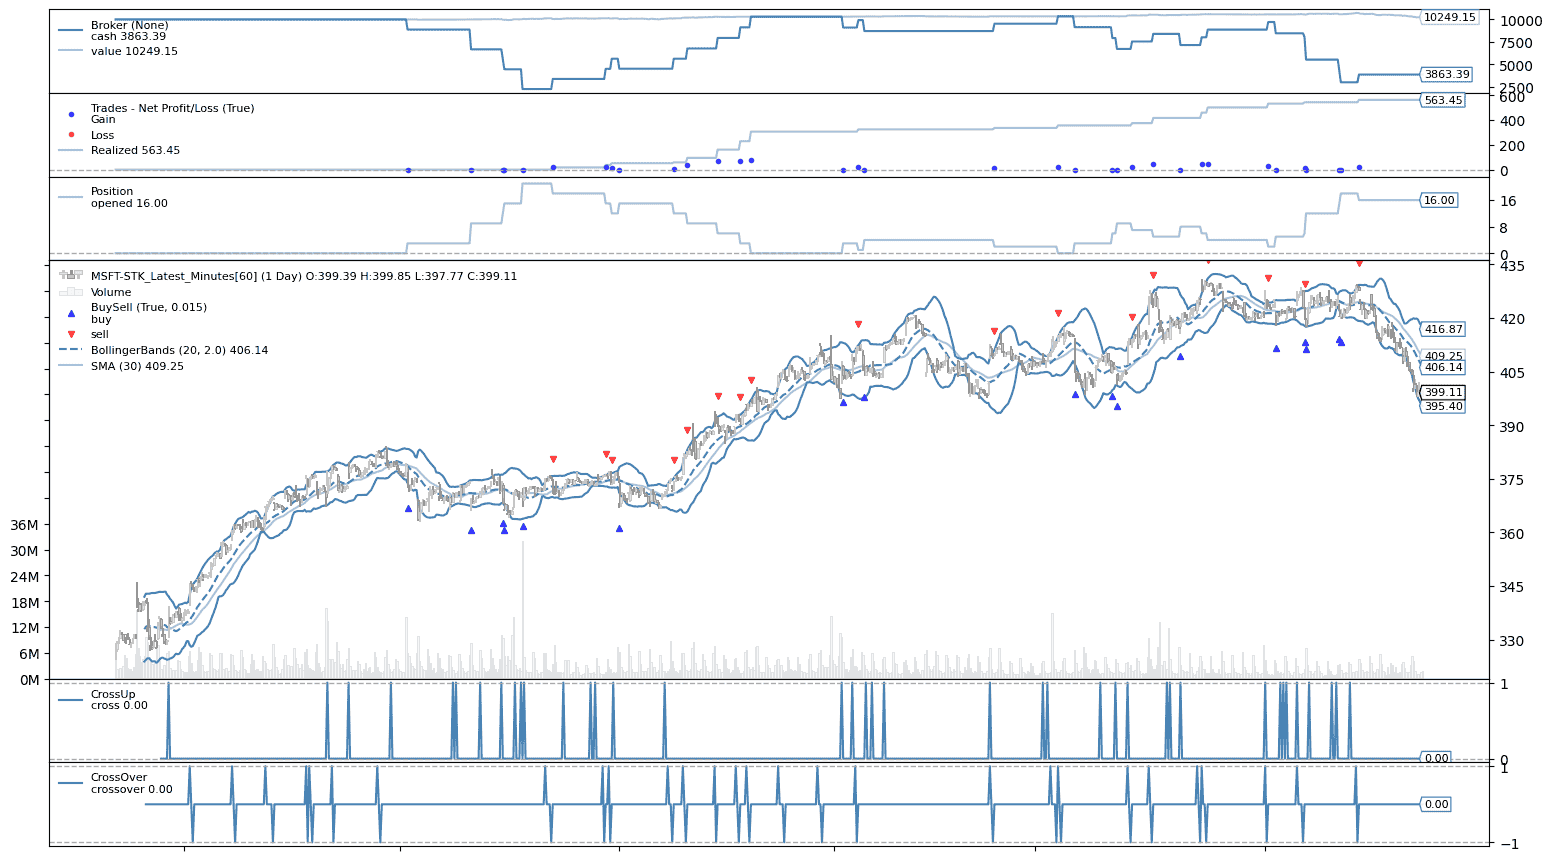 Broker (None)
cash 3863.39
value 10249.15
10249.15
10000
7500
5000
3863.39
2500
Trades - Net Profit/Loss (True)
Gain
Loss
Realized 563.45
600
563.45
400
200
0
Position
opened 16.00
16
16.00
8
0
MSFT-STK_Latest_Minutes[60] (1 Day) O:399.39 H:399.85 L:397.77 C:399.11
Volume
BuySell (True, 0.015)
buy
sell
BollingerBands (20, 2.0) 406.14
SMA (30) 409.25
435
420
416.87
409.25
406.14
405
399.11
395.40
390
375
360
345
330
36M
30M
24M
18M
12M
6M
0M
CrossUp
cross 0.00
1
0.00
0
CrossOver
crossover 0.00
1
0.00
−1